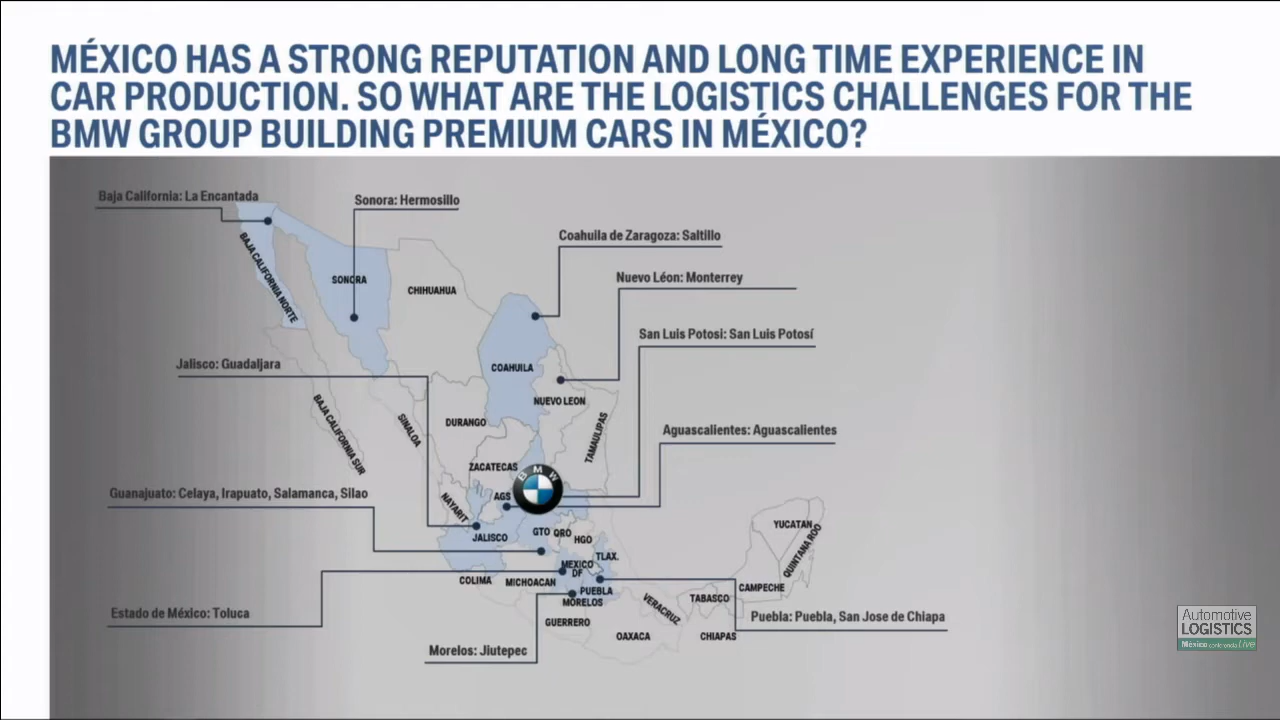 MÉXICO HAS A STRONG REPUTATION AND LONG TIME EXPERIENCE IN
CAR PRODUCTION. SO WHAT ARE THE LOGISTICS CHALLENGES FOR THE
BMW GROUP BUILDING PREMIUM CARS IN MÉXICO?
Baja California: La Encantada
Sonora: Hermosillo
Coahuila de Zaragoza: Saltillo
Nuevo Léon: Monterrey
San Luis Potosi: San Luis Potosí
Jalisco: Guadaljara
Aguascalientes: Aguascalientes
Guanajuato: Celaya, Irapuato, Salamanca, Silao
Estado de México: Toluca
Morelos: Jiutepec
Puebla: Puebla, San Jose de Chiapa
BAJA CALIFORNIA NORTE
SONORA
CHIHUAHUA
COAHUILA
NUEVO LEON
BAJA CALIFORNIA SUR
SINALOA
DURANGO
TAMAULIPAS
ZACATECAS
BMW
NAYARIT
AGS
JALISCO
GTO
QRO
HGO
TLAX.
MEXICO
DF
COLIMA
MICHOACAN
PUEBLA
MORELOS
GUERRERO
VERACRUZ
OAXACA
TABASCO
CHIAPAS
CAMPECHE
YUCATAN
QUINTANA ROO
Automotive
LOGISTICS
México conferencia Live